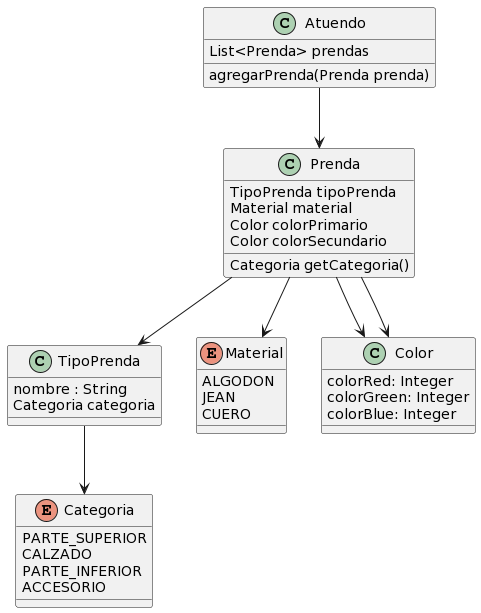 C Atuendo
List<Prenda> prendas
agregarPrenda(Prenda prenda)
C Prenda
TipoPrenda tipoPrenda
Material material
Color colorPrimario
Color colorSecundario
Categoria getCategoria()
C TipoPrenda
nombre : String
Categoria categoria
E Material
ALGODON
JEAN
CUERO
C Color
colorRed: Integer
colorGreen: Integer
colorBlue: Integer
E Categoria
PARTE_SUPERIOR
CALZADO
PARTE_INFERIOR
ACCESORIO